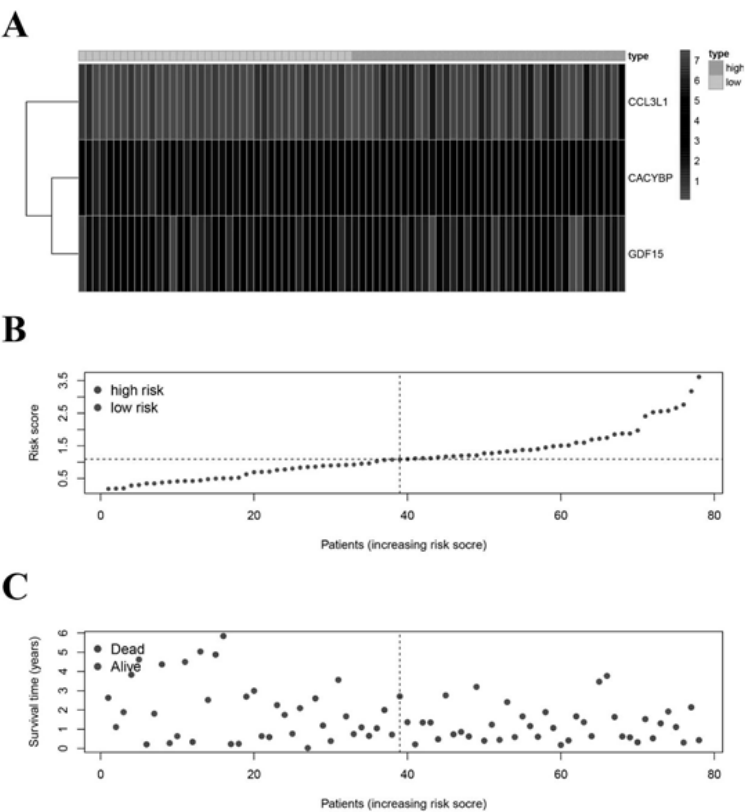 A
type
type
high
low
7
6
5
4
3
2
1
CCL3L1
CACYBP
GDF15
B
Risk score
3.5
2.5
1.5
0.5
high risk
low risk
0 20 40 60 80
Patients (increasing risk socre)
C
Survival time (years)
6
5
4
3
2
1
0
Dead
Alive
0 20 40 60 80
Patients (increasing risk socre)